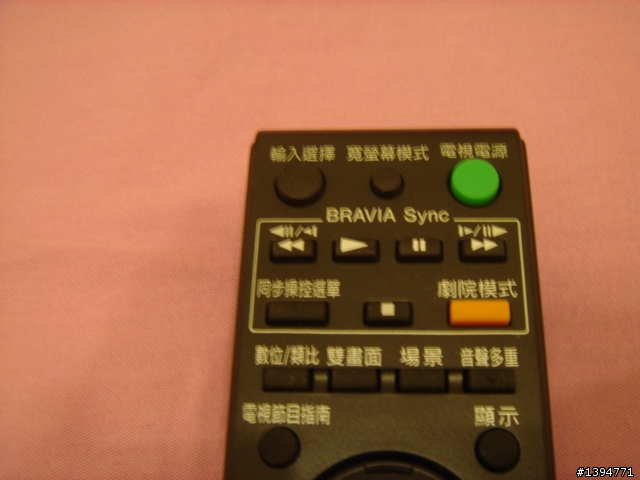 輸入選擇 寬螢幕模式 電視電源
BRAVIA Sync
同步操控選單 劇院模式
數位/類比 雙畫面 場景 音聲多重
電視節目指南 顯示
#1394771